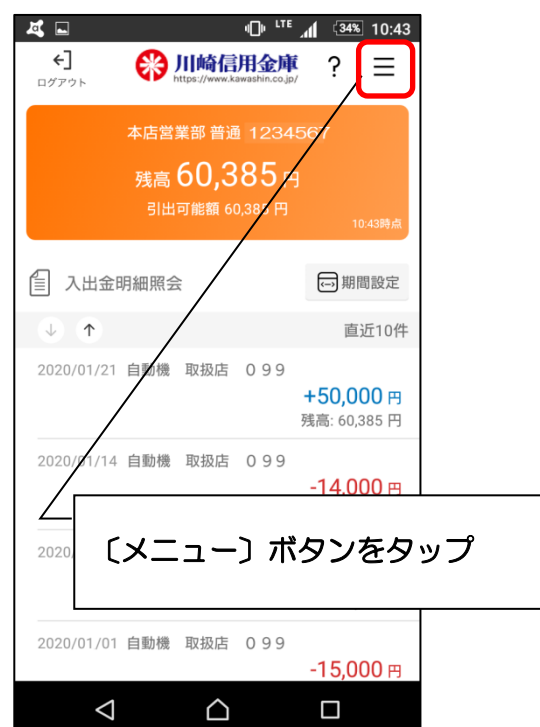 LTE 34% 10:43
ログアウト 川崎信用金庫 ?
https://www.kawashin.co.jp/
本店営業部 普通 1234567
残高 60,385 円
引出可能額 60,385 円
10:43時点
入出金明細照会 期間設定
直近10件
2020/01/21 自動機 取扱店 099
+50,000 円
残高: 60,385 円
2020/01/14 自動機 取扱店 099
-14,000 円
〔メニュー〕ボタンをタップ
2020
2020/01/01 自動機 取扱店 099
-15,000 円